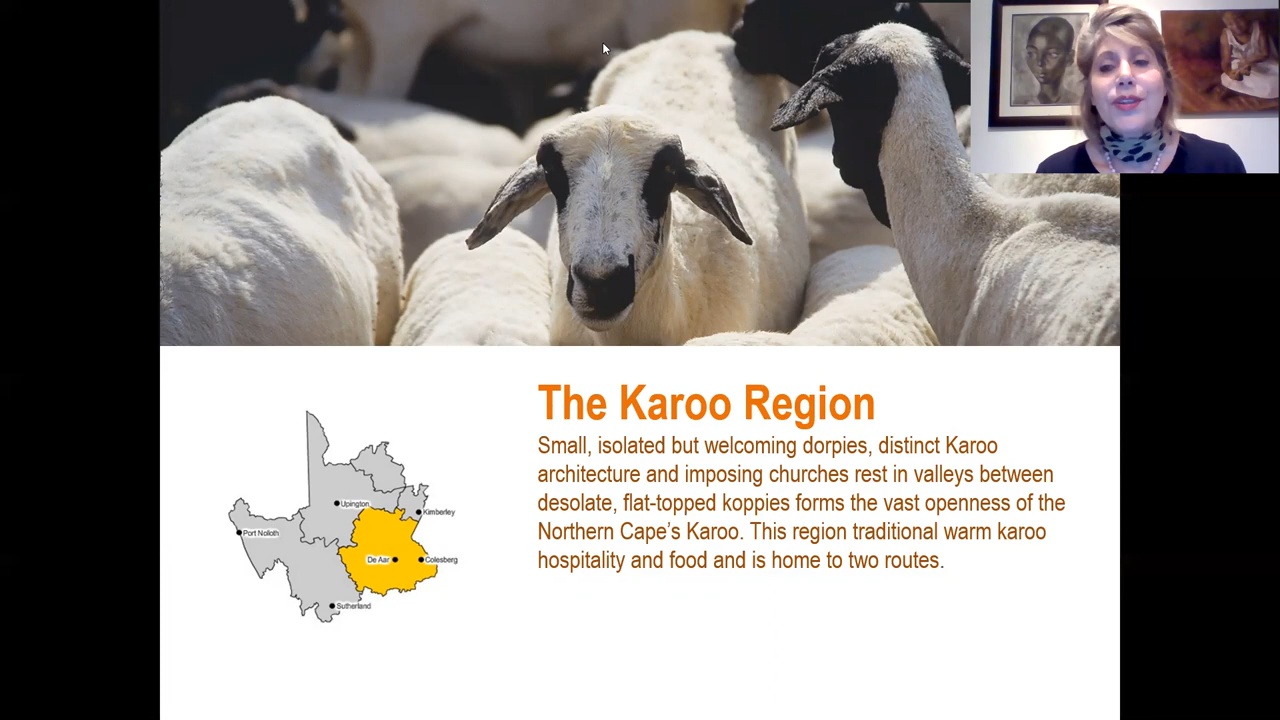 The Karoo Region
Small, isolated but welcoming dorpies, distinct Karoo
architecture and imposing churches rest in valleys between
desolate, flat-topped koppies forms the vast openness of the
Northern Cape's Karoo. This region traditional warm karoo
hospitality and food and is home to two routes.
Upington
Kimberley
Port Nolloth
De Aar
Colesberg
Sutherland